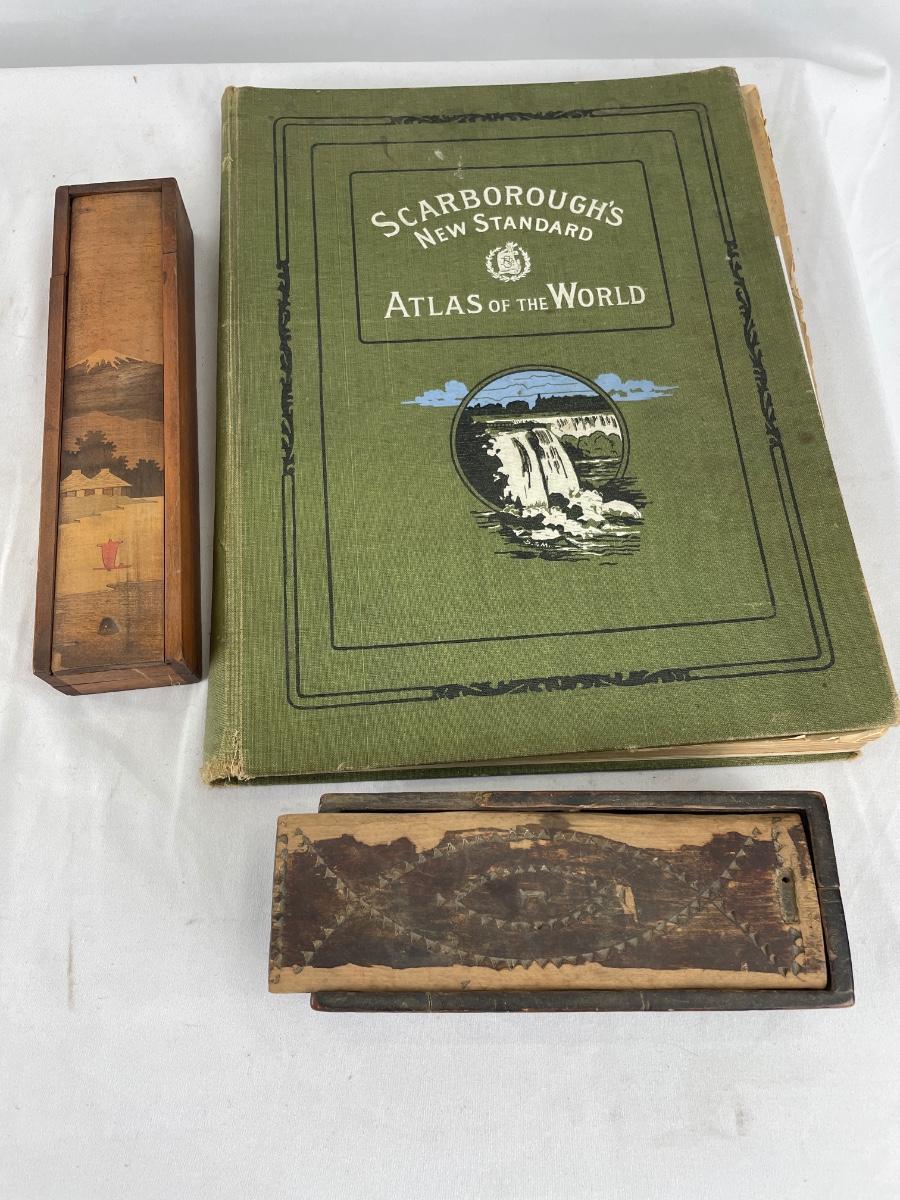 SCARBOROUGH'S
NEW STANDARD
ATLAS OF THE WORLD
S.&M.